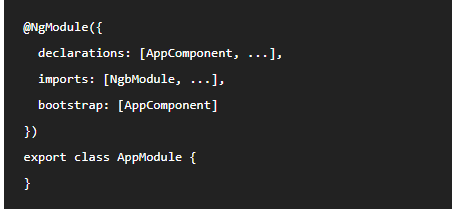 @NgModule({
  declarations: [AppComponent, ...],
  imports: [NgbModule, ...],
  bootstrap: [AppComponent]
})
export class AppModule {
}